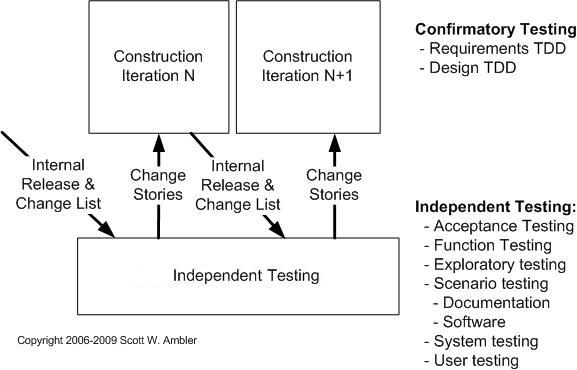 Construction
Iteration N
Construction
Iteration N+1
Confirmatory Testing
- Requirements TDD
- Design TDD
Internal
Release &
Change List
Change
Stories
Internal
Release &
Change List
Change
Stories
Independent Testing
Independent Testing:
- Acceptance Testing
- Function Testing
- Exploratory testing
- Scenario testing
- Documentation
- Software
- System testing
- User testing
Copyright 2006-2009 Scott W. Ambler